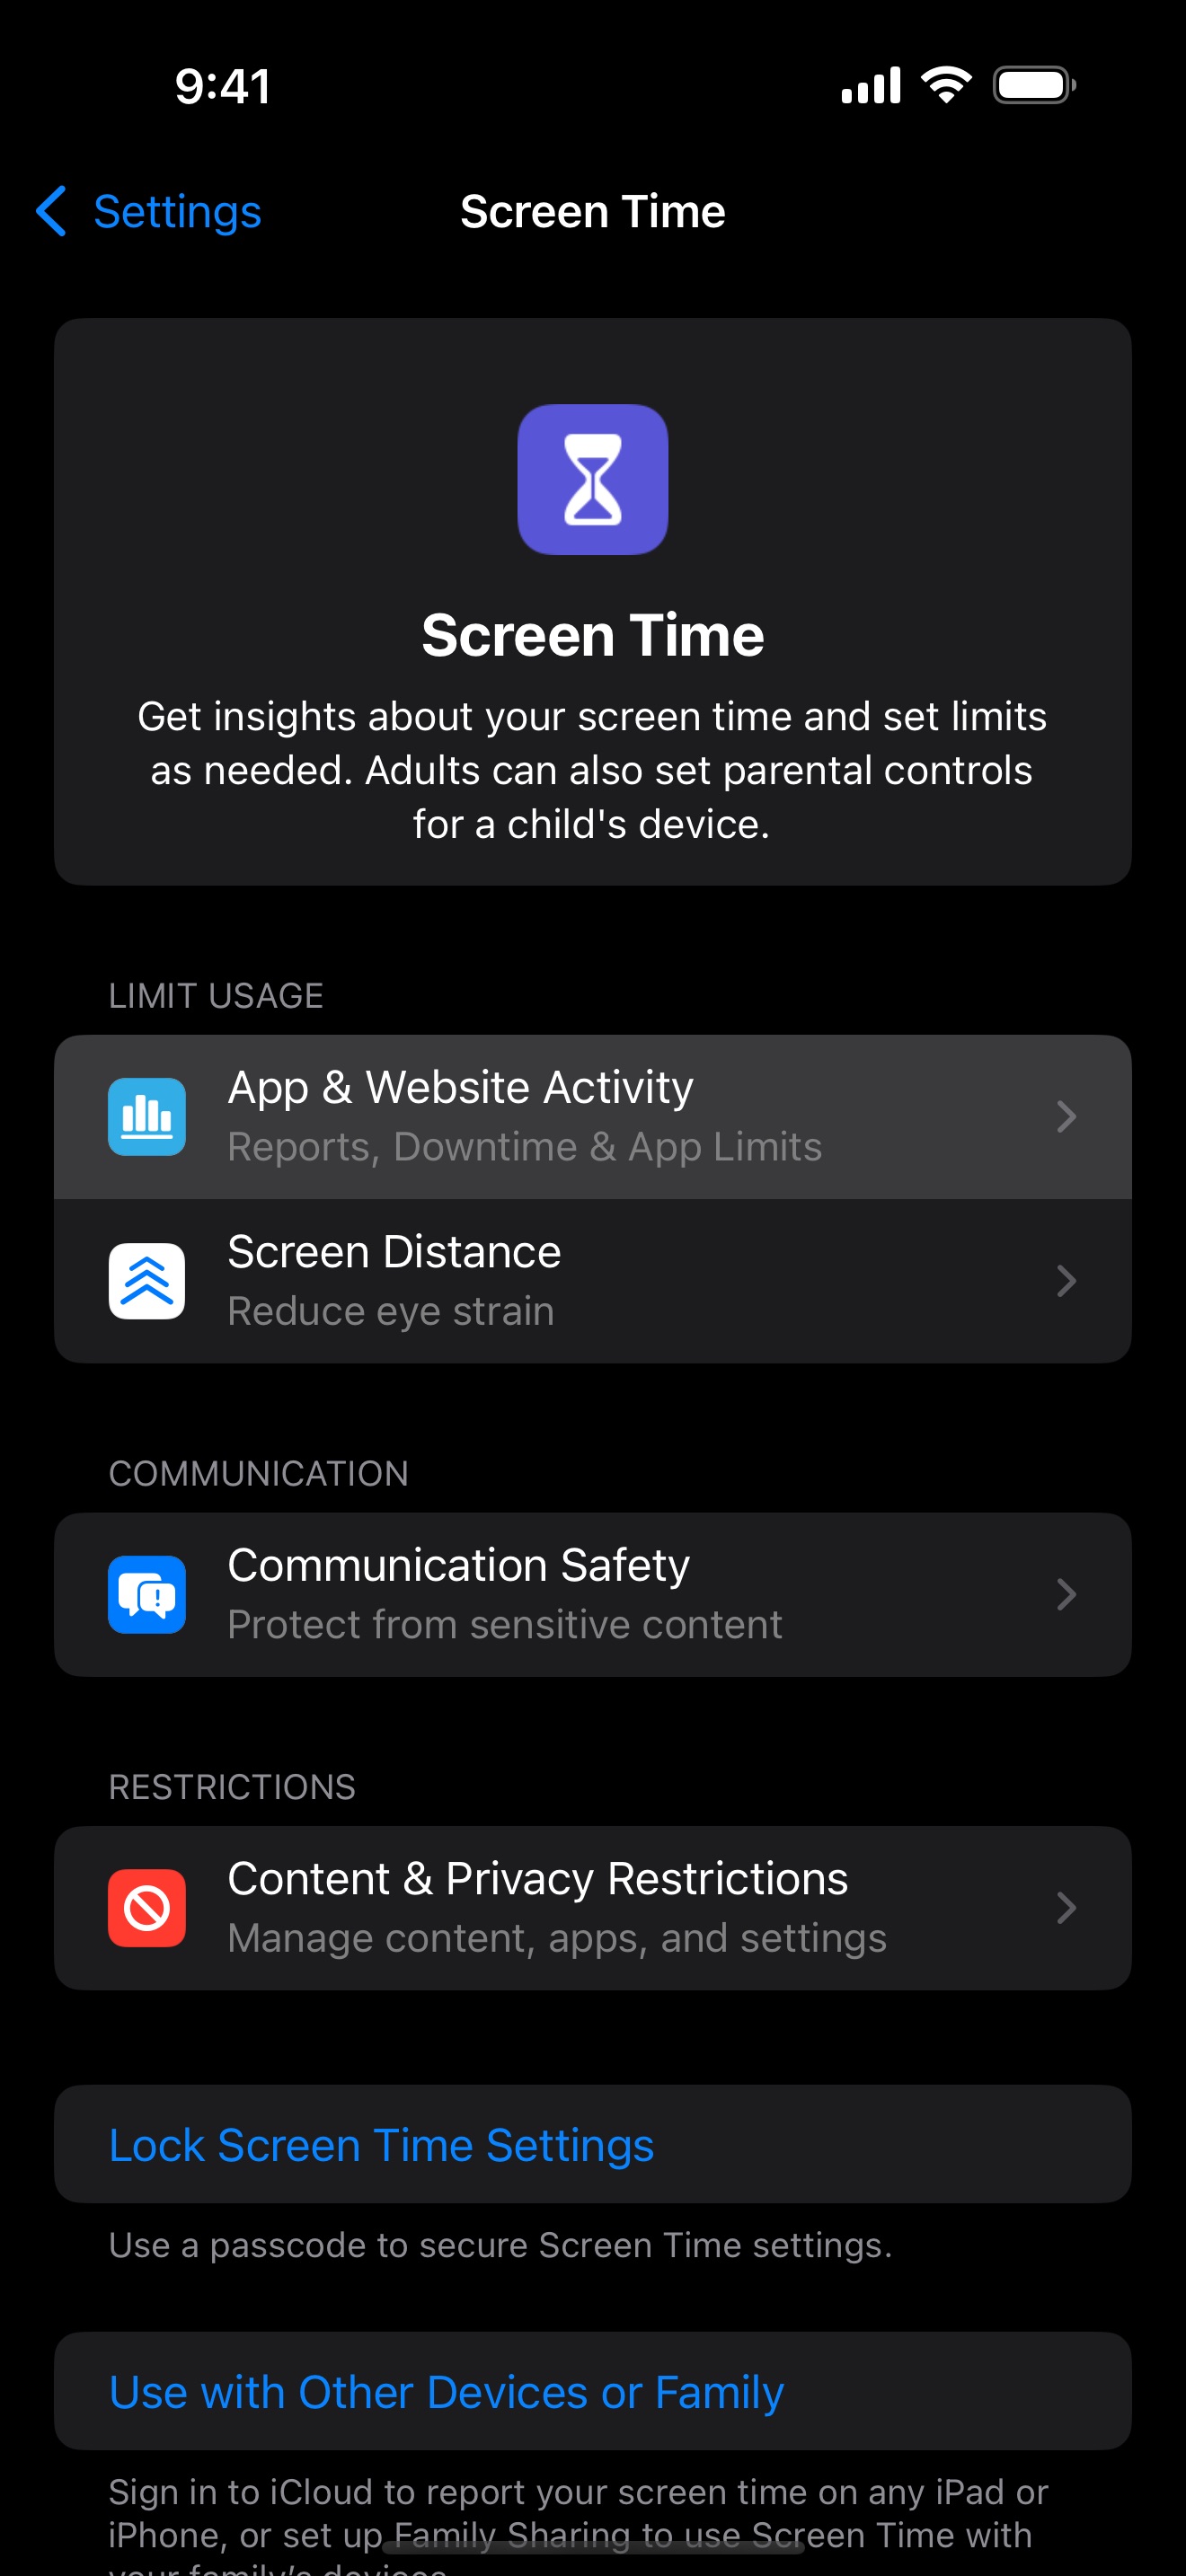 9:41
Settings
Screen Time
Screen Time
Get insights about your screen time and set limits
as needed. Adults can also set parental controls
for a child's device.
LIMIT USAGE
App & Website Activity
Reports, Downtime & App Limits
Screen Distance
Reduce eye strain
COMMUNICATION
Communication Safety
Protect from sensitive content
RESTRICTIONS
Content & Privacy Restrictions
Manage content, apps, and settings
Lock Screen Time Settings
Use a passcode to secure Screen Time settings.
Use with Other Devices or Family
Sign in to iCloud to report your screen time on any iPad or
iPhone, or set up Family Sharing to use Screen Time with
your family’s devices.